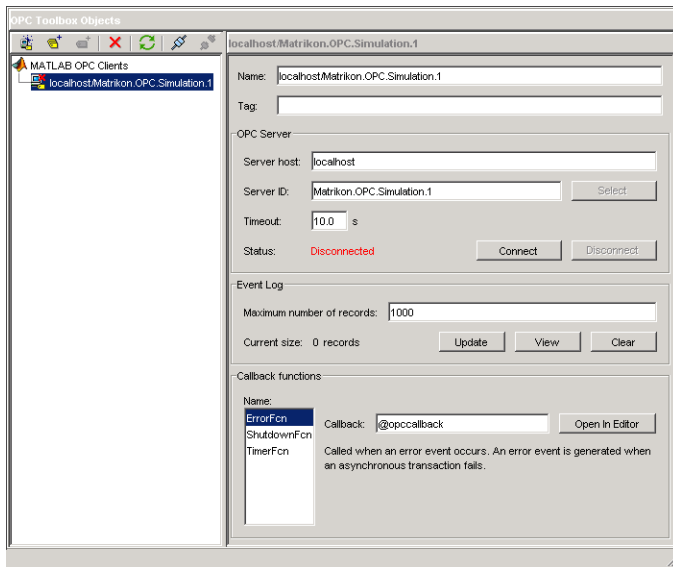 OPC Toolbox Objects
localhost/Matrikon.OPC.Simulation.1
MATLAB OPC Clients
localhost/Matrikon.OPC.Simulation.1
Name: localhost/Matrikon.OPC.Simulation.1
Tag:
OPC Server
Server host: localhost
Server ID: Matrikon.OPC.Simulation.1 Select
Timeout: 10.0 s
Status: Disconnected Connect Disconnect
Event Log
Maximum number of records: 1000
Current size: 0 records Update View Clear
Callback functions
Name:
ErrorFcn
ShutdownFcn
TimerFcn
Callback: @opccallback Open In Editor
Called when an error event occurs. An error event is generated when
an asynchronous transaction fails.